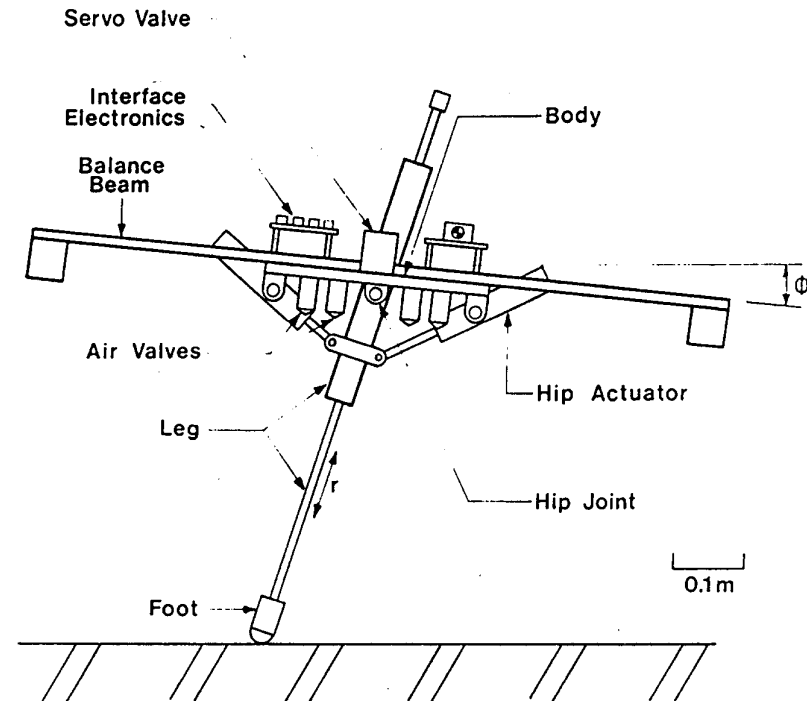 Servo Valve
Interface
Electronics
Balance
Beam
Body
Φ
Air Valves
Hip Actuator
Leg
r
Hip Joint
0.1m
Foot